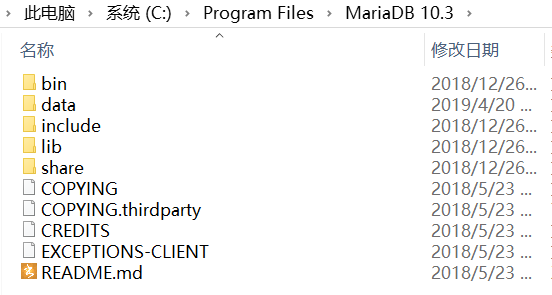 此电脑 系统 (C:) Program Files MariaDB 10.3
名称 修改日期
bin 2018/12/26...
data 2019/4/20 ...
include 2018/12/26...
lib 2018/12/26...
share 2018/12/26...
COPYING 2018/5/23 ...
COPYING.thirdparty 2018/5/23 ...
CREDITS 2018/5/23 ...
EXCEPTIONS-CLIENT 2018/5/23 ...
README.md 2018/5/23 ...